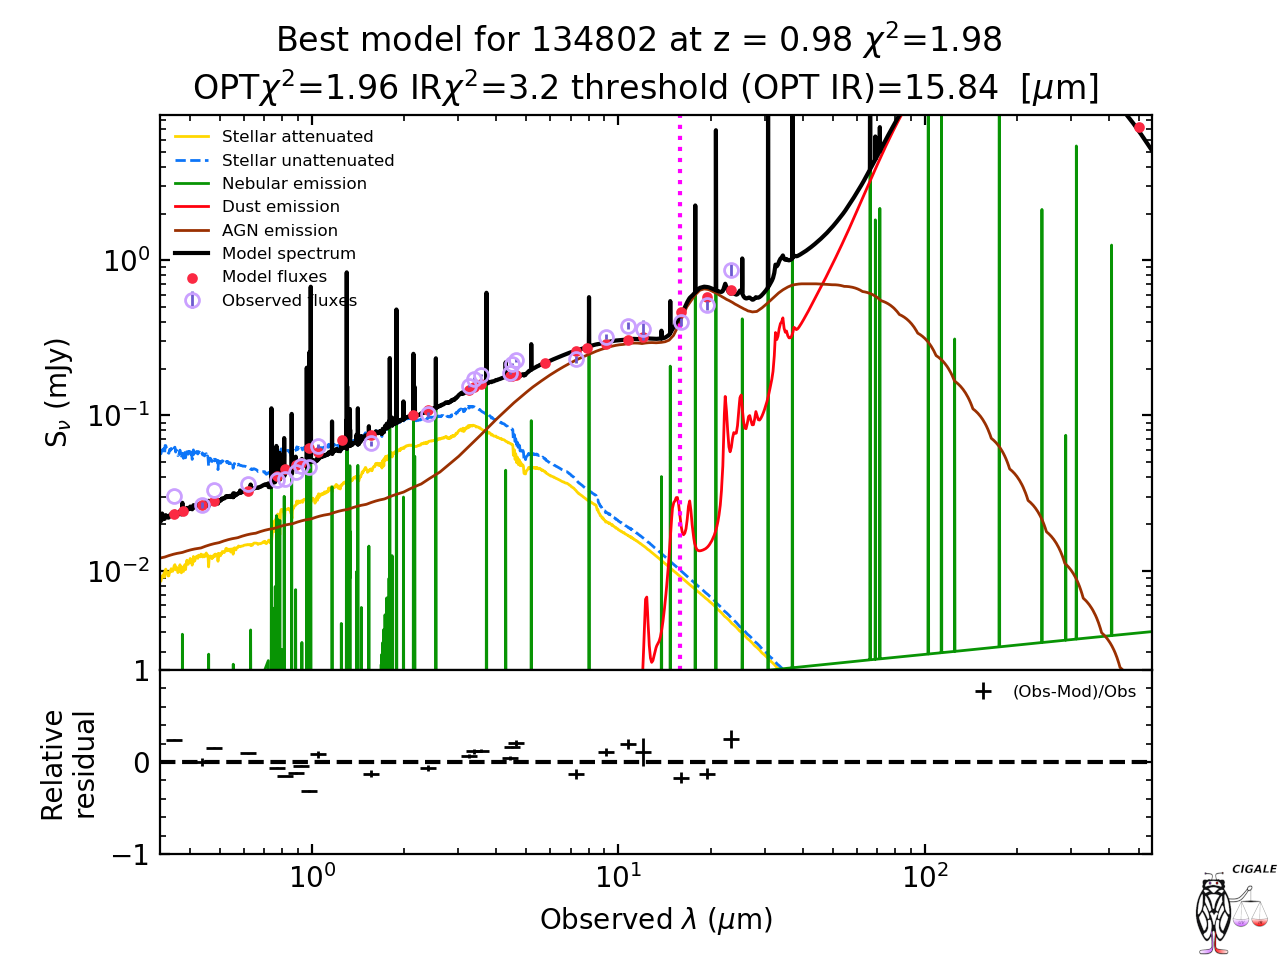 Best model for 134802 at z = 0.98 χ²=1.98
OPTχ²=1.96 IRχ²=3.2 threshold (OPT IR)=15.84 [μm]
Stellar attenuated
Stellar unattenuated
Nebular emission
Dust emission
AGN emission
Model spectrum
Model fluxes
Observed fluxes
10⁰
10⁻¹
10⁻²
S_ν (mJy)
(Obs-Mod)/Obs
1
0
−1
Relative
residual
10⁰ 10¹ 10²
Observed λ (μm)
CIGALE